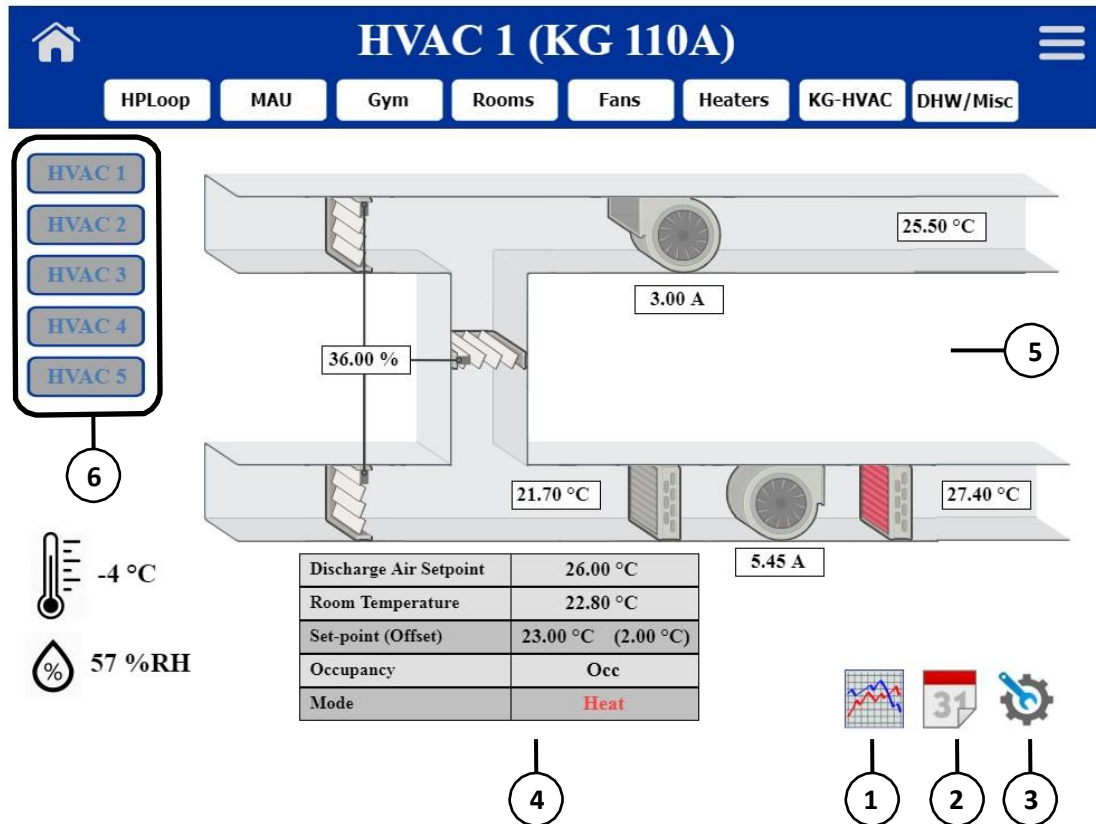 HVAC 1 (KG 110A)
HPLoop MAU Gym Rooms Fans Heaters KG-HVAC DHW/Misc
HVAC 1
HVAC 2
HVAC 3
HVAC 4
HVAC 5
6
25.50 °C
3.00 A
36.00 %
5
21.70 °C
27.40 °C
5.45 A
-4 °C
% 57 %RH
Discharge Air Setpoint 26.00 °C
Room Temperature 22.80 °C
Set-point (Offset) 23.00 °C (2.00 °C)
Occupancy Occ
Mode Heat
31
4 1 2 3